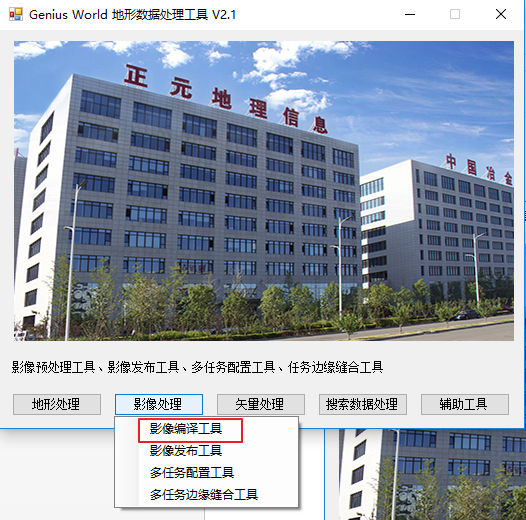 Genius World 地形数据处理工具 V2.1
正元地理信息
中国冶金
影像预处理工具、影像发布工具、多任务配置工具、任务边缘缝合工具
地形处理
影像处理
矢量处理
搜索数据处理
辅助工具
影像编译工具
影像发布工具
多任务配置工具
多任务边缘缝合工具